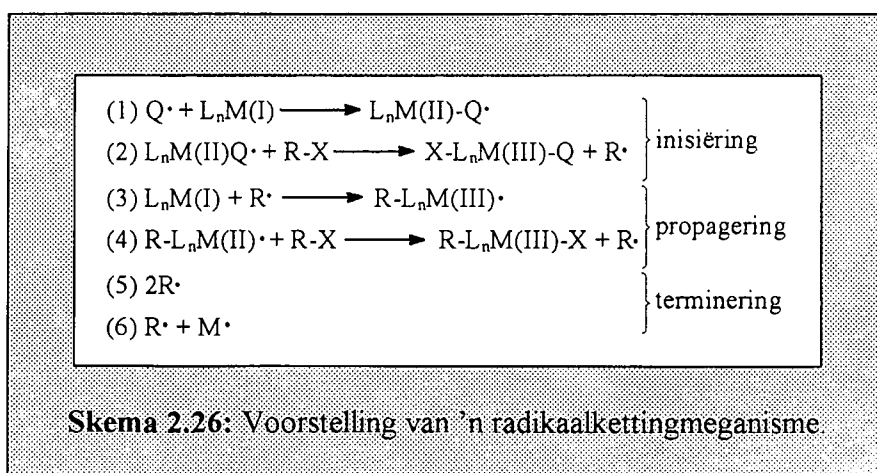 (1) Q· + LₙM(I) ⟶ LₙM(II)-Q·
(2) LₙM(II)Q· + R-X ⟶ X-LₙM(III)-Q + R·
inisiëring
(3) LₙM(I) + R· ⟶ R-LₙM(III)·
(4) R-LₙM(II)· + R-X ⟶ R-LₙM(III)-X + R·
propagering
(5) 2R·
(6) R· + M·
terminering
Skema 2.26: Voorstelling van 'n radikaalkettingmeganisme.